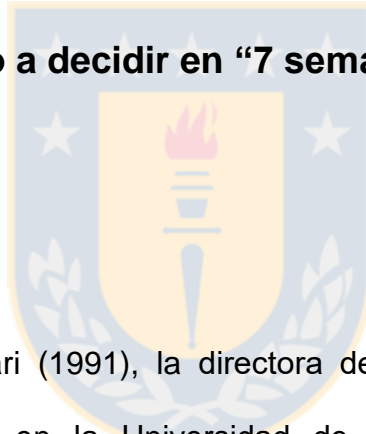 o a decidir en “7 sema
ari (1991), la directora de
en la Universidad de